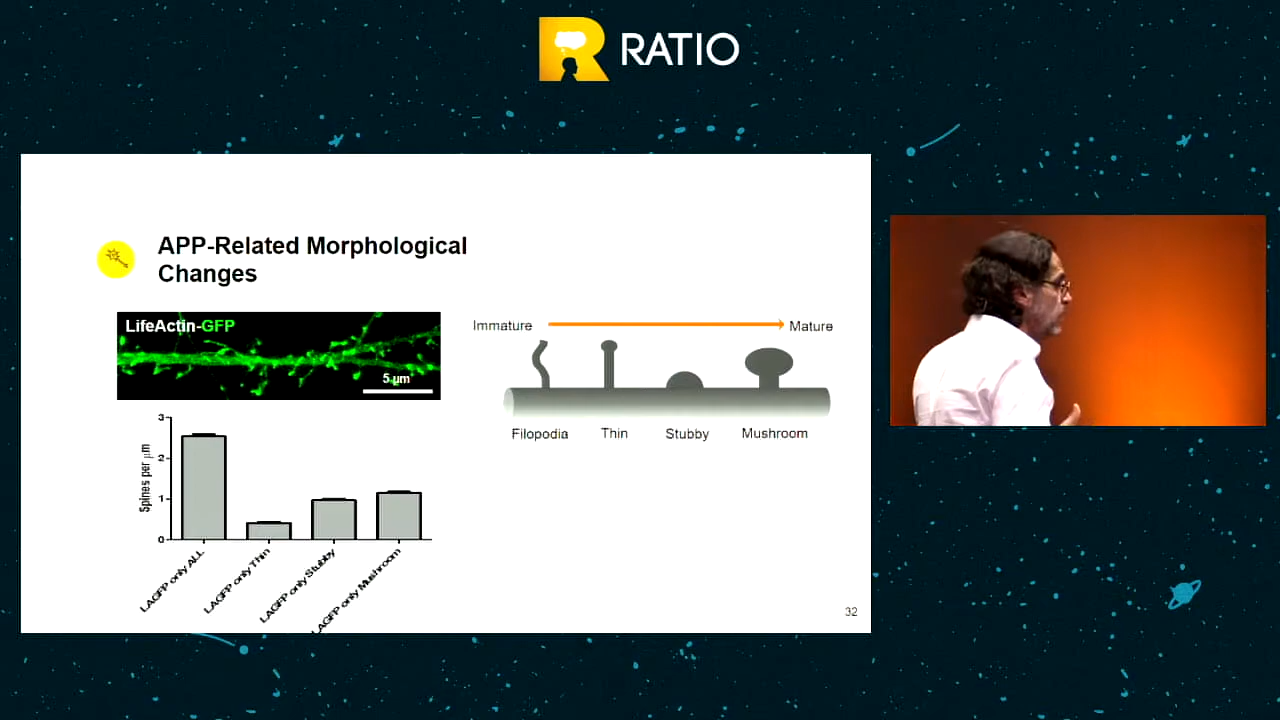 RATIO
APP-Related Morphological
Changes
LifeActin-GFP
5 μm
Immature
Mature
Filopodia
Thin
Stubby
Mushroom
Spines per μm
3
2
1
0
LAGFP only ALL
LAGFP only Thin
LAGFP only Stubby
LAGFP only Mushroom
32